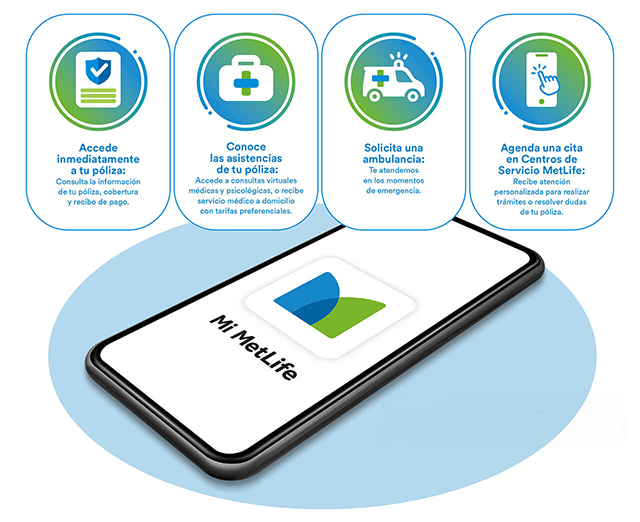 Accede
inmediatamente
a tu póliza:
Consulta la información
de tu póliza, cobertura
y recibo de pago.
Conoce
las asistencias
de tu póliza:
Accede a consultas virtuales
médicas y psicológicas, o recibe
servicio médico a domicilio
con tarifas preferenciales.
Solicita una
ambulancia:
Te atendemos
en los momentos
de emergencia.
Agenda una cita
en Centros de
Servicio MetLife:
Recibe atención
personalizada para realizar
trámites o resolver dudas
de tu póliza.
Mi MetLife